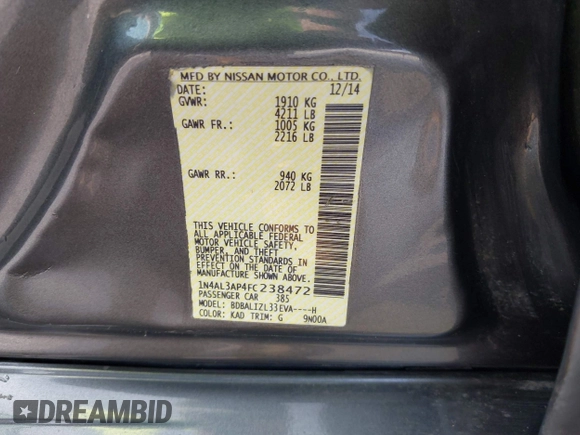 MFD BY NISSAN MOTOR CO., LTD.
DATE: 12/14
GVWR: 1910 KG
4211 LB
GAWR FR.: 1005 KG
2216 LB
GAWR RR.: 940 KG
2072 LB
THIS VEHICLE CONFORMS TO
ALL APPLICABLE FEDERAL
MOTOR VEHICLE SAFETY,
BUMPER, AND THEFT
PREVENTION STANDARDS IN
EFFECT ON THE DATE OF
MANUFACTURE SHOWN ABOVE.
1N4AL3AP4FC238472
PASSENGER CAR 385
MODEL: BDBALIZL33EVA----H
COLOR: KAD TRIM: G 9N00A
DREAMBID